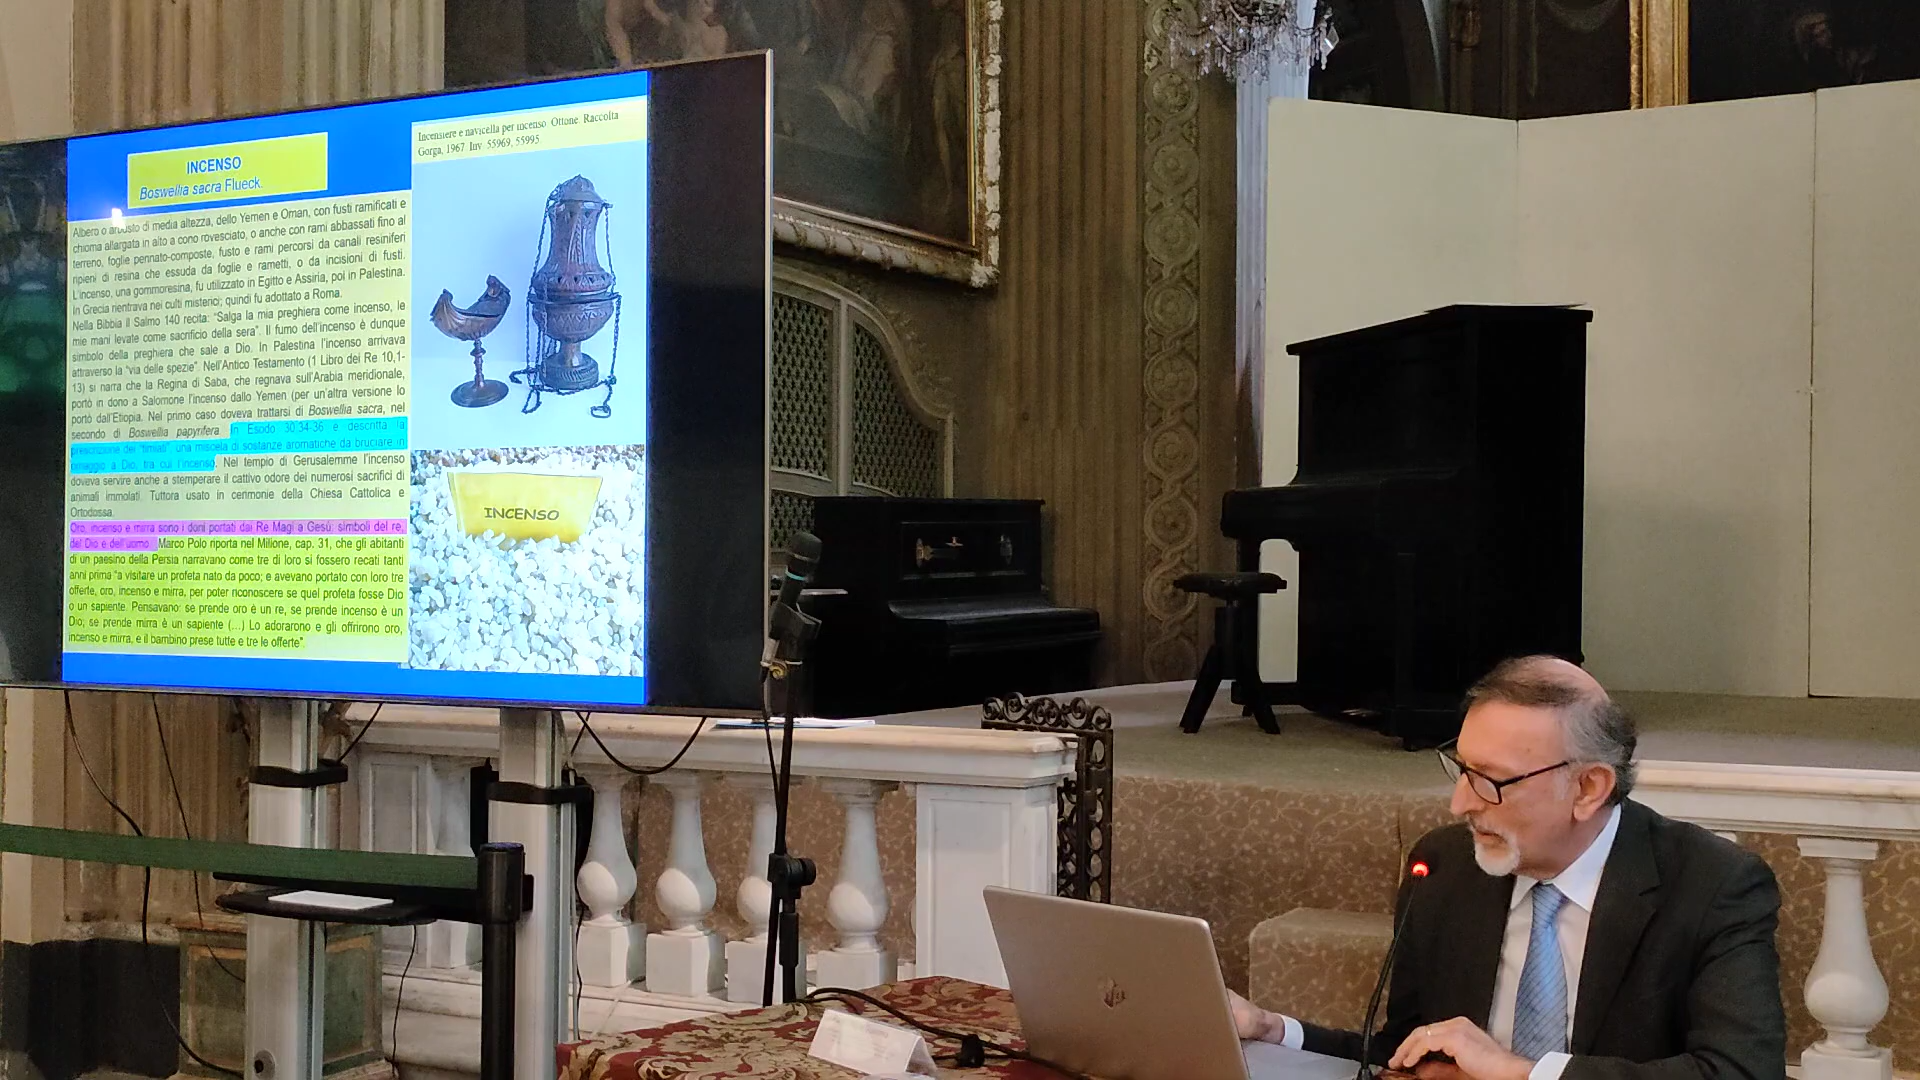 INCENSO
Boswellia sacra Flueck.
Albero o arbusto di media altezza, dello Yemen e Oman, con fusti ramificati e
chioma allargata in alto a cono rovesciato, o anche con rami abbassati fino al
terreno, foglie pennato-composte, fusto e rami percorsi da canali resiniferi
ripieni di resina che essuda da foglie e rametti, o da incisioni di fusti.
L'incenso, una gommoresina, fu utilizzato in Egitto e Assiria, poi in Palestina.
In Grecia rientrava nei culti misterici; quindi fu adottato a Roma.
Nella Bibbia il Salmo 140 recita: "Salga la mia preghiera come incenso, le
mie mani levate come sacrificio della sera". Il fumo dell'incenso è dunque
simbolo della preghiera che sale a Dio. In Palestina l'incenso arrivava
attraverso la "via delle spezie". Nell'Antico Testamento (1 Libro dei Re 10,1-
13) si narra che la Regina di Saba, che regnava sull'Arabia meridionale,
portò in dono a Salomone l'incenso dallo Yemen (per un'altra versione lo
portò dall'Etiopia. Nel primo caso doveva trattarsi di Boswellia sacra, nel
secondo di Boswellia papyrifera. In Esodo 30 34-36 è descritta la
prescrizione dei "timiati", una miscela di sostanze aromatiche da bruciare in
omaggio a Dio, tra cui l'incenso. Nel tempio di Gerusalemme l'incenso
doveva servire anche a stemperare il cattivo odore dei numerosi sacrifici di
animali immolati. Tuttora usato in cerimonie della Chiesa Cattolica e
Ortodossa.
Oro, incenso e mirra sono i doni portati dai Re Magi a Gesù: simboli del re,
del Dio e dell'uomo. Marco Polo riporta nel Milione, cap. 31, che gli abitanti
di un paesino della Persia narravano come tre di loro si fossero recati tanti
anni prima "a visitare un profeta nato da poco; e avevano portato con loro tre
offerte, oro, incenso e mirra, per poter riconoscere se quel profeta fosse Dio
o un sapiente. Pensavano: se prende oro è un re, se prende incenso è un
Dio, se prende mirra è un sapiente (...) Lo adorarono e gli offrirono oro,
incenso e mirra, e il bambino prese tutte e tre le offerte".
Incensiere e navicella per incenso. Ottone. Raccolta
Gorga, 1967. Inv. 55969, 55995.
INCENSO
hp